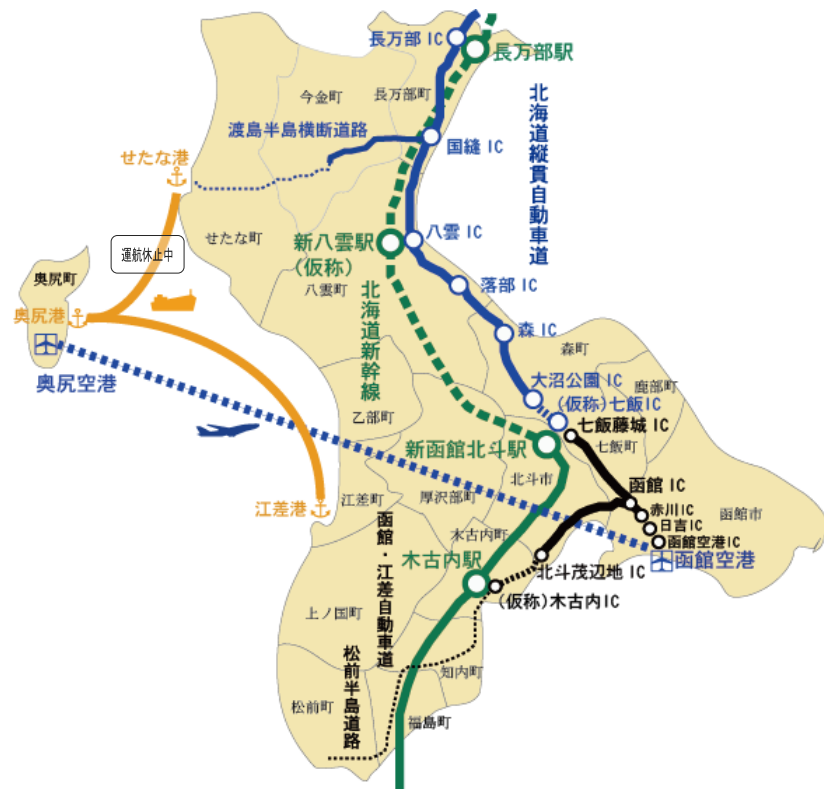 長万部 IC
長万部駅
今金町
長万部町
渡島半島横断道路
北海道縦貫自動車道
国縫 IC
せたな港
せたな町
運航休止中
新八雲駅
(仮称)
八雲 IC
八雲町
落部 IC
奥尻町
奥尻港
奥尻空港
北海道新幹線
森 IC
森町
鹿部町
大沼公園 IC
(仮称)七飯IC
七飯藤城 IC
七飯町
乙部町
新函館北斗駅
北斗市
函館 IC
赤川IC
日吉IC
函館空港IC
函館市
函館空港
江差港
江差町
厚沢部町
木古内町
函館・江差自動車道
木古内駅
北斗茂辺地 IC
(仮称)木古内IC
上ノ国町
松前半島道路
知内町
松前町
福島町